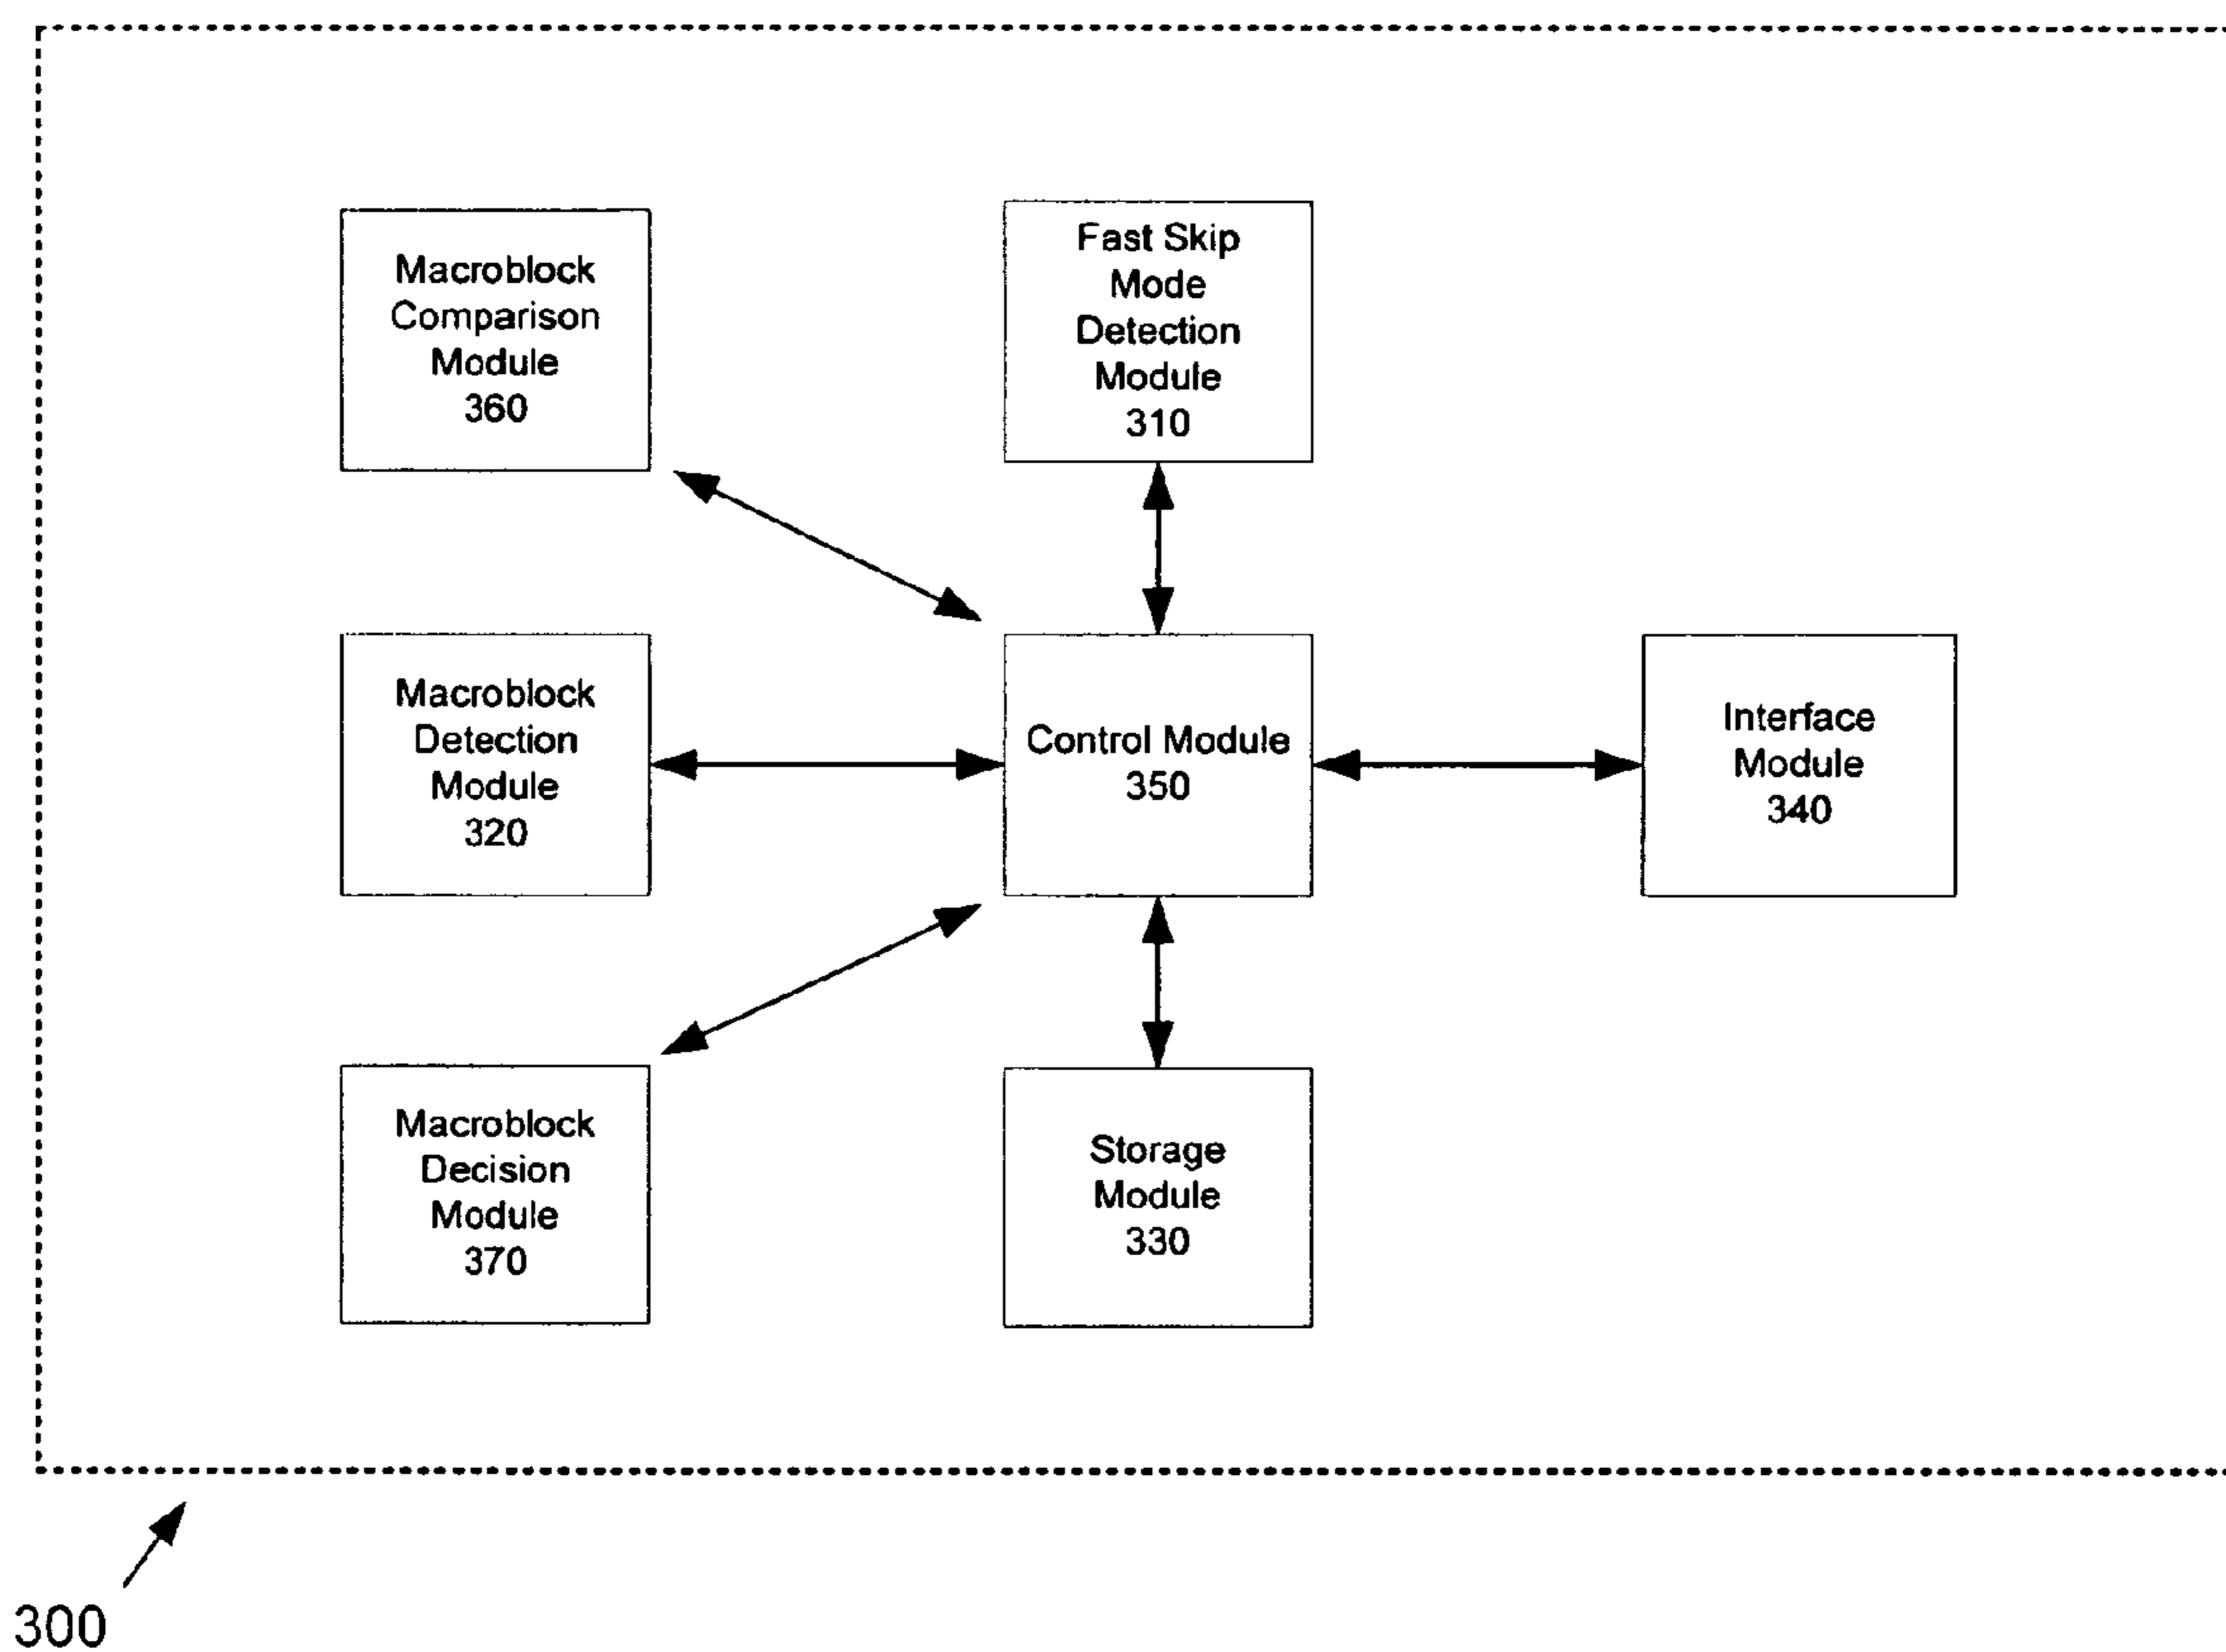 Macroblock
Comparison
Module
360
Fast Skip
Mode
Detection
Module
310
Macroblock
Detection
Module
320
Control Module
350
Interface
Module
340
Macroblock
Decision
Module
370
Storage
Module
330
300